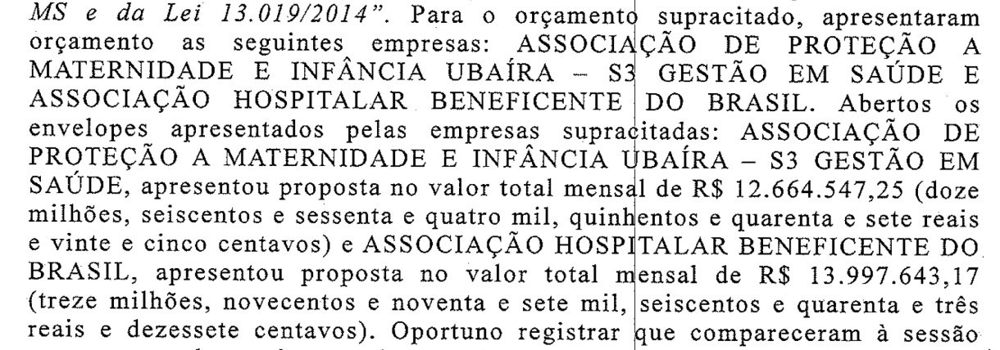 MS e da Lei 13.019/2014”. Para o orçamento supracitado, apresentaram
orçamento as seguintes empresas: ASSOCIAÇÃO DE PROTEÇÃO A
MATERNIDADE E INFÂNCIA UBAÍRA – S3 GESTÃO EM SAÚDE E
ASSOCIAÇÃO HOSPITALAR BENEFICENTE DO BRASIL. Abertos os
envelopes apresentados pelas empresas supracitadas: ASSOCIAÇÃO DE
PROTEÇÃO A MATERNIDADE E INFÂNCIA UBAÍRA – S3 GESTÃO EM
SAÚDE, apresentou proposta no valor total mensal de R$ 12.664.547,25 (doze
milhões, seiscentos e sessenta e quatro mil, quinhentos e quarenta e sete reais
e vinte e cinco centavos) e ASSOCIAÇÃO HOSPITALAR BENEFICENTE DO
BRASIL, apresentou proposta no valor total mensal de R$ 13.997.643,17
(treze milhões, novecentos e noventa e sete mil, seiscentos e quarenta e três
reais e dezessete centavos). Oportuno registrar que compareceram à sessão